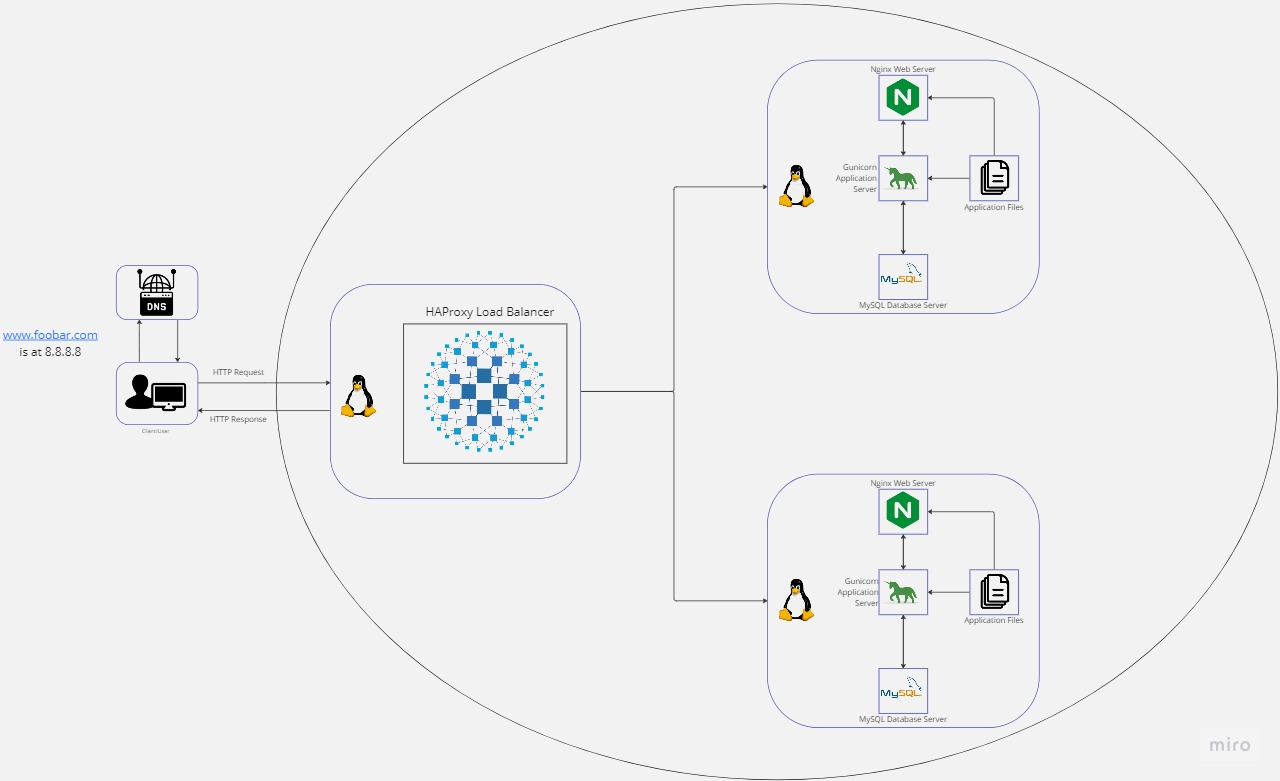 Nginx Web Server
N
Gunicorn
Application
Server
Application Files
MySQL
MySQL Database Server
DNS
www.foobar.com
is at 8.8.8.8
HTTP Request
HTTP Response
Client/User
HAProxy Load Balancer
Nginx Web Server
N
Gunicorn
Application
Server
Application Files
MySQL
MySQL Database Server
miro